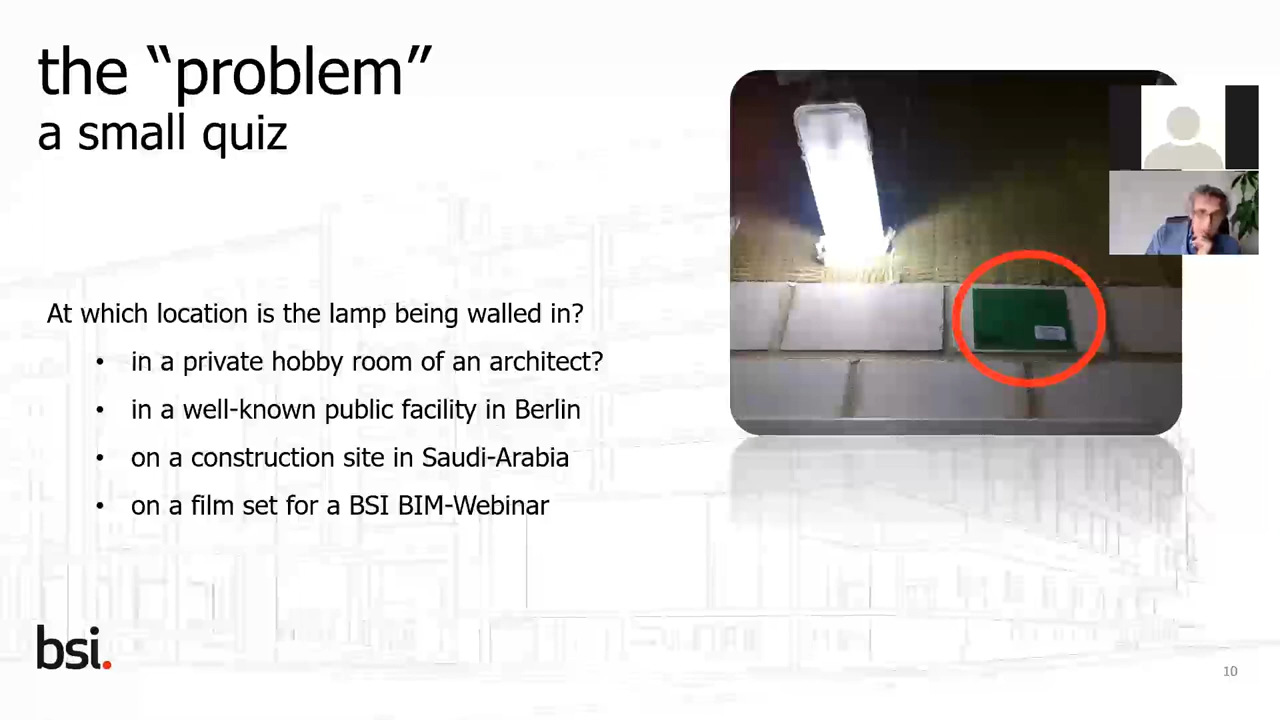 the “problem”
a small quiz
At which location is the lamp being walled in?
• in a private hobby room of an architect?
• in a well-known public facility in Berlin
• on a construction site in Saudi-Arabia
• on a film set for a BSI BIM-Webinar
bsi.
10